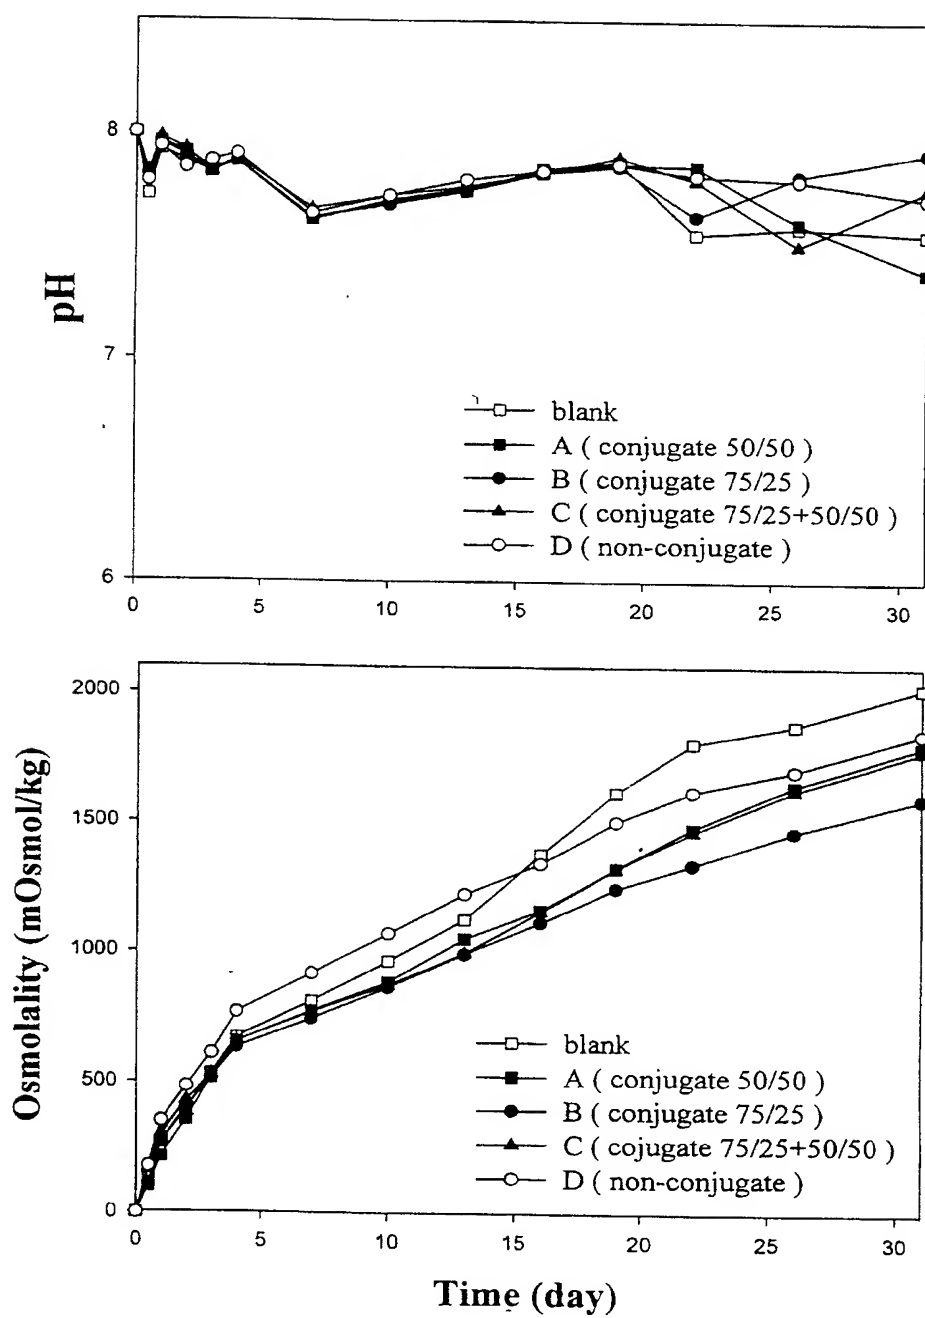 8
7
6
pH
blank
A ( conjugate 50/50 )
B ( conjugate 75/25 )
C ( conjugate 75/25+50/50 )
D ( non-conjugate )
0 5 10 15 20 25 30
2000
1500
1000
500
0
Osmolality (mOsmol/kg)
blank
A ( conjugate 50/50 )
B ( conjugate 75/25 )
C ( cojugate 75/25+50/50 )
D ( non-conjugate )
0 5 10 15 20 25 30
Time (day)